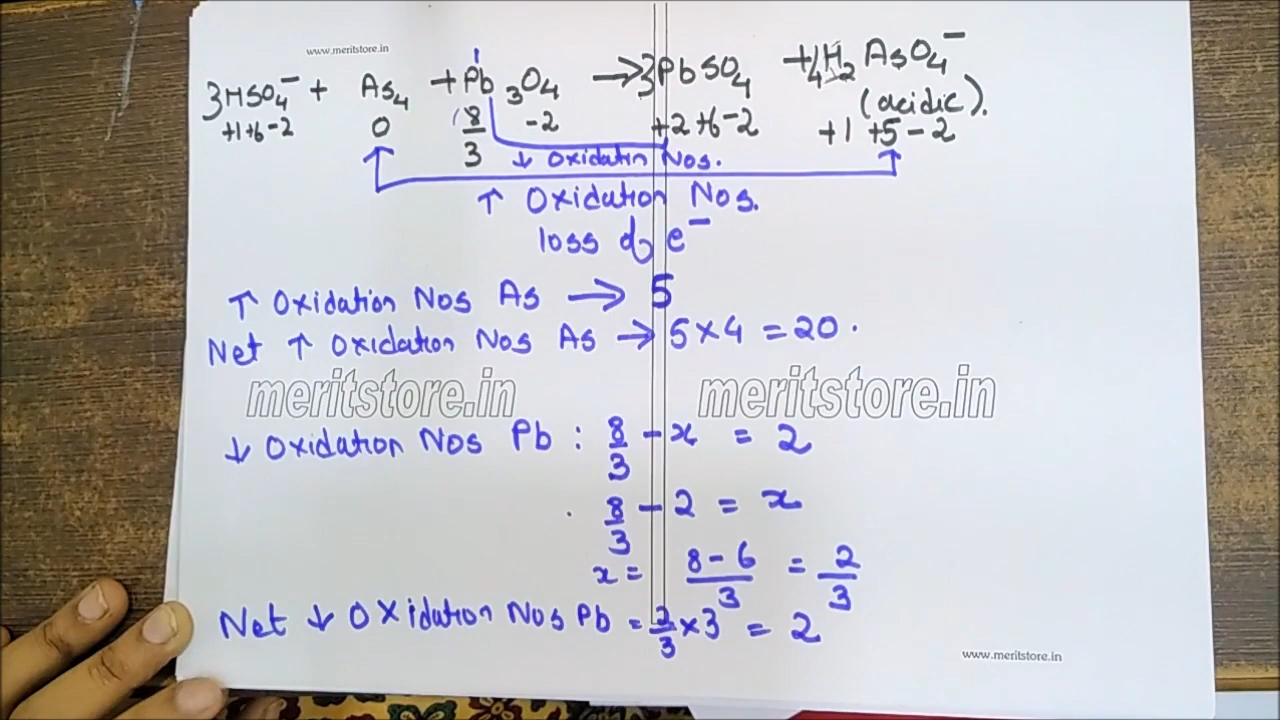 www.meritstore.in
3HSO4⁻ + As4 + Pb3O4 → 3PbSO4 + 4H2AsO4⁻
(acidic).
+1+6-2 0 8/3 -2 +2+6-2 +1 +5-2
↓ Oxidatin Nos.
↑ Oxidation Nos.
loss of e⁻
↑ Oxidation Nos As → 5
Net ↑ Oxidation Nos As → 5×4 = 20.
meritstore.in meritstore.in
↓ Oxidation Nos Pb : 8/3 - x = 2
8/3 - 2 = x
x = 8-6/3 = 2/3
Net ↓ Oxidation Nos Pb = 2/3 × 3 = 2
www.meritstore.in